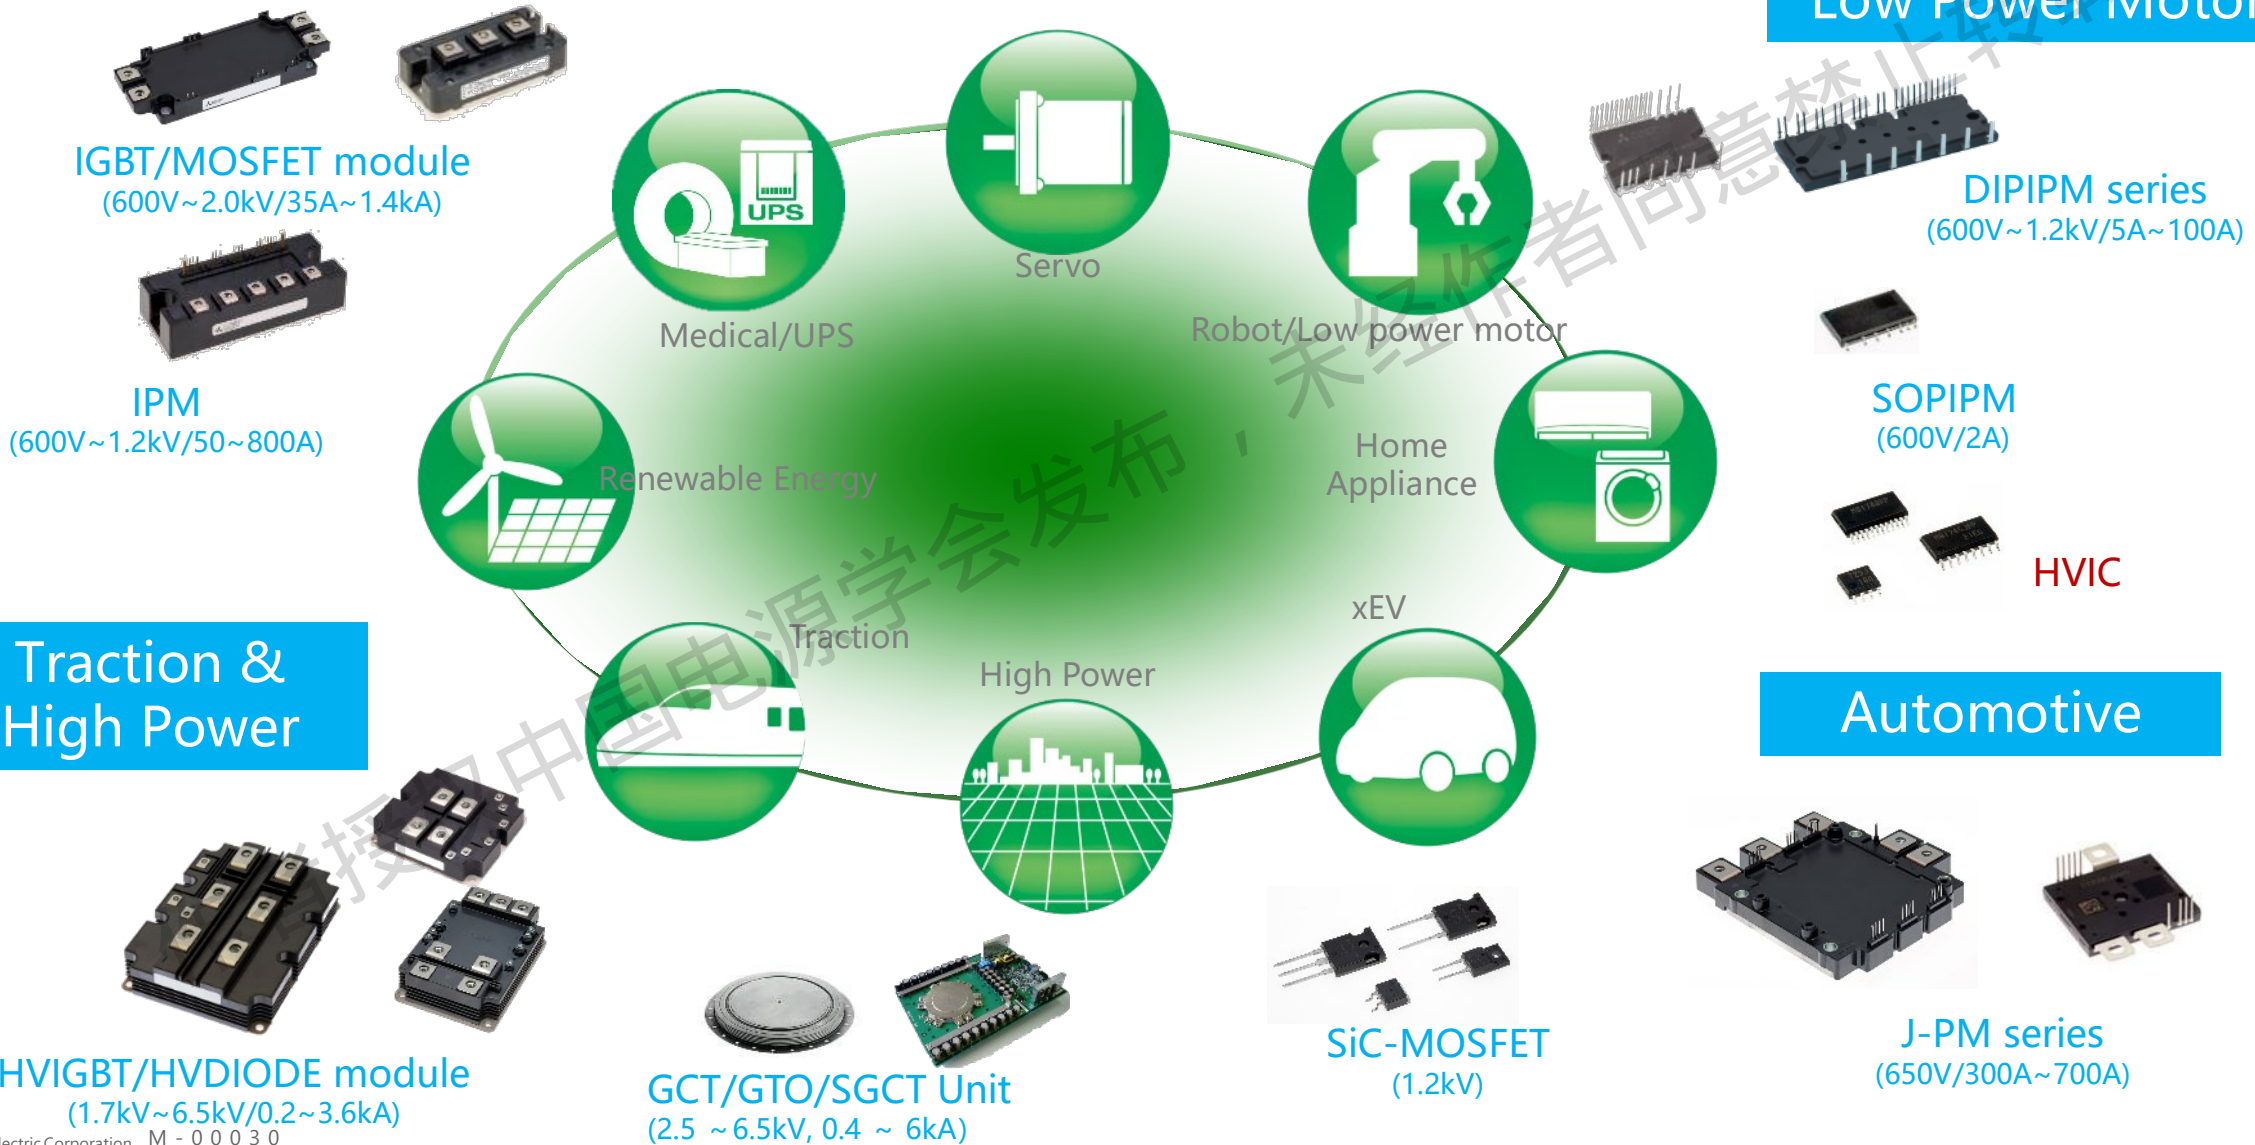 Low Power Motor
IGBT/MOSFET module
(600V~2.0kV/35A~1.4kA)
UPS
DIPIPM series
(600V~1.2kV/5A~100A)
Servo
Medical/UPS
Robot/Low power motor
IPM
(600V~1.2kV/50~800A)
SOPIPM
(600V/2A)
Home
Appliance
Renewable Energy
HVIC
xEV
Traction
High Power
Traction &
High Power
Automotive
SiC-MOSFET
(1.2kV)
J-PM series
(650V/300A~700A)
HVIGBT/HVDIODE module
(1.7kV~6.5kV/0.2~3.6kA)
GCT/GTO/SGCT Unit
(2.5 ~6.5kV, 0.4 ~ 6kA)
Electric Corporation M-00030
授权中国电源学会发布，未经作者同意禁止转